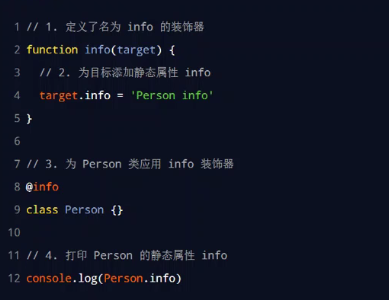 1 // 1. 定义了名为 info 的装饰器
2 function info(target) {
3 // 2. 为目标添加静态属性 info
4 target.info = 'Person info'
5 }
6
7 // 3. 为 Person 类应用 info 装饰器
8 @info
9 class Person {}
10
11 // 4. 打印 Person 的静态属性 info
12 console.log(Person.info)